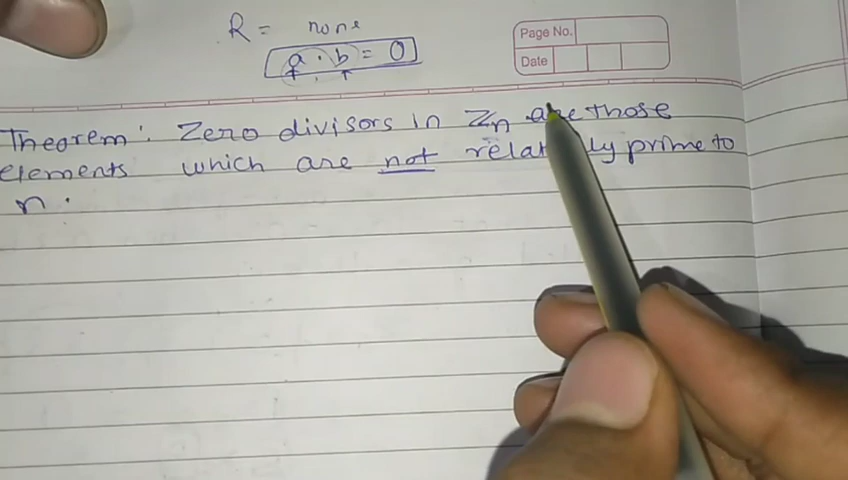 R = none
a · b = 0
Page No.
Date
Theorem: Zero divisors in Zn are those
elements which are not relatively prime to
n.